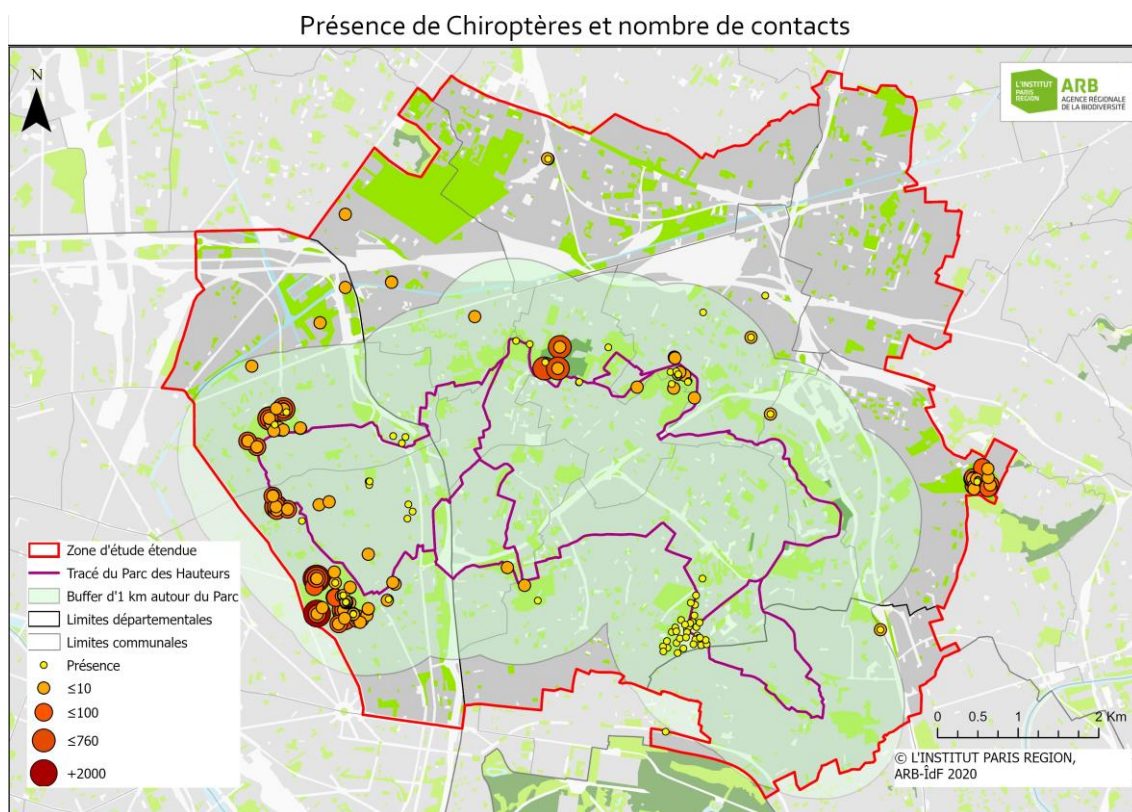 Présence de Chiroptères et nombre de contacts
N
L'INSTITUT
PARIS
REGION
ARB
AGENCE RÉGIONALE
DE LA BIODIVERSITÉ
Zone d'étude étendue
Tracé du Parc des Hauteurs
Buffer d'1 km autour du Parc
Limites départementales
Limites communales
Présence
≤10
≤100
≤760
+2000
0 0.5 1 2 Km
© L'INSTITUT PARIS REGION,
ARB-ÎdF 2020